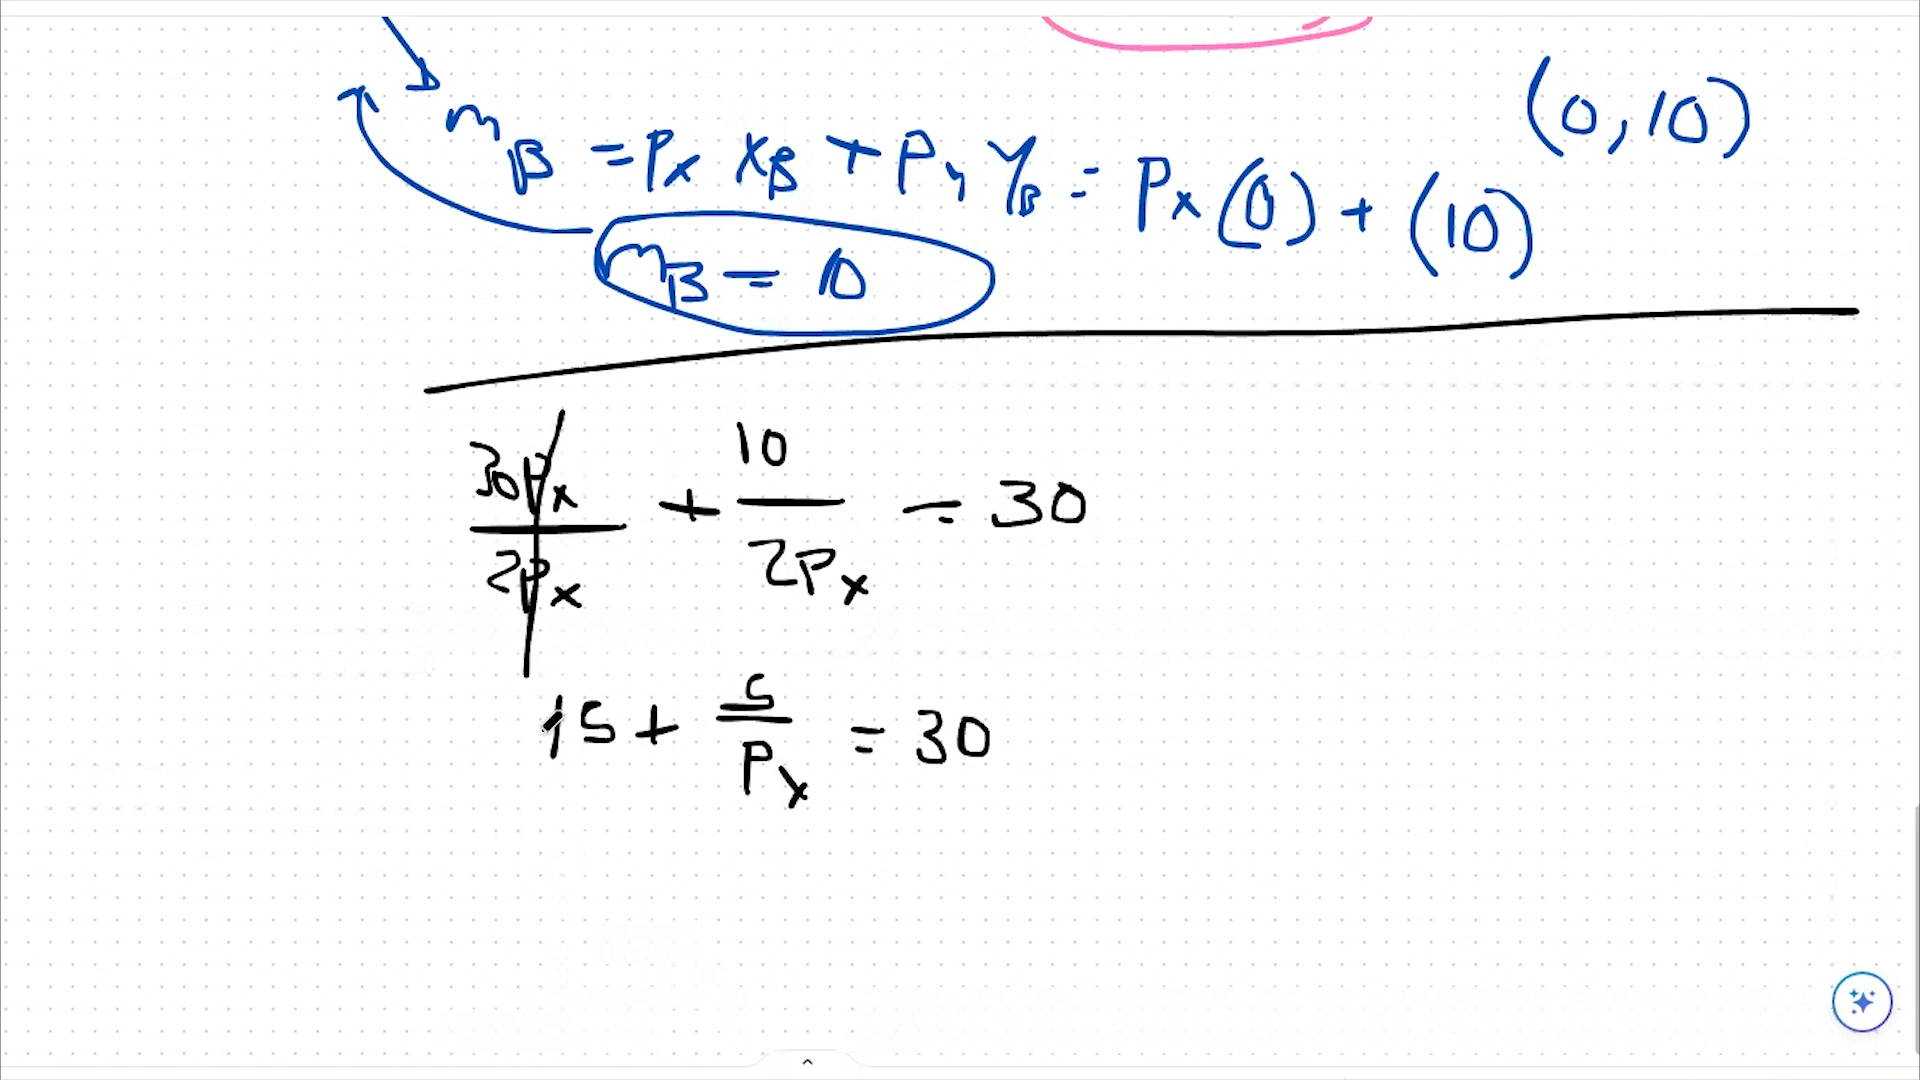 (0,10)
m_B = P_x X_B + P_y Y_B = P_x (0) + (10)
m_B = 10
30P_x/2P_x + 10/2P_x = 30
15 + 5/P_x = 30